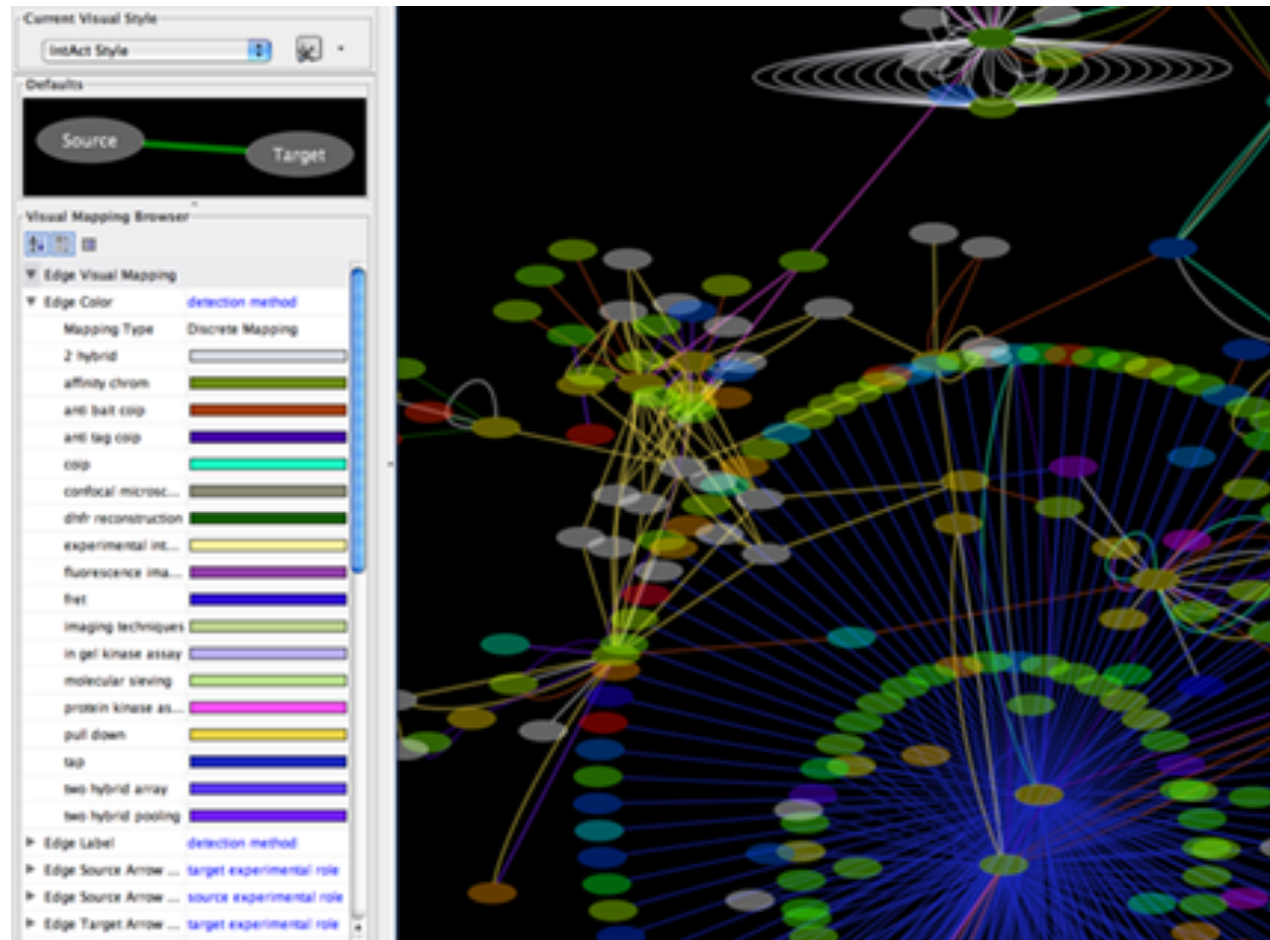 Current Visual Style
IntAct Style
Defaults
Source
Target
Visual Mapping Browser
Edge Visual Mapping
Edge Color detection method
Mapping Type Discrete Mapping
2 hybrid
affinity chrom
anti bait coip
anti tag coip
coip
confocal microsc...
dhfr reconstruction
experimental int...
fluorescence ima...
fret
imaging techniques
in gel kinase assay
molecular sieving
protein kinase as...
pull down
tap
two hybrid array
two hybrid pooling
Edge Label detection method
Edge Source Arrow ... target experimental role
Edge Source Arrow ... source experimental role
Edge Target Arrow ... target experimental role